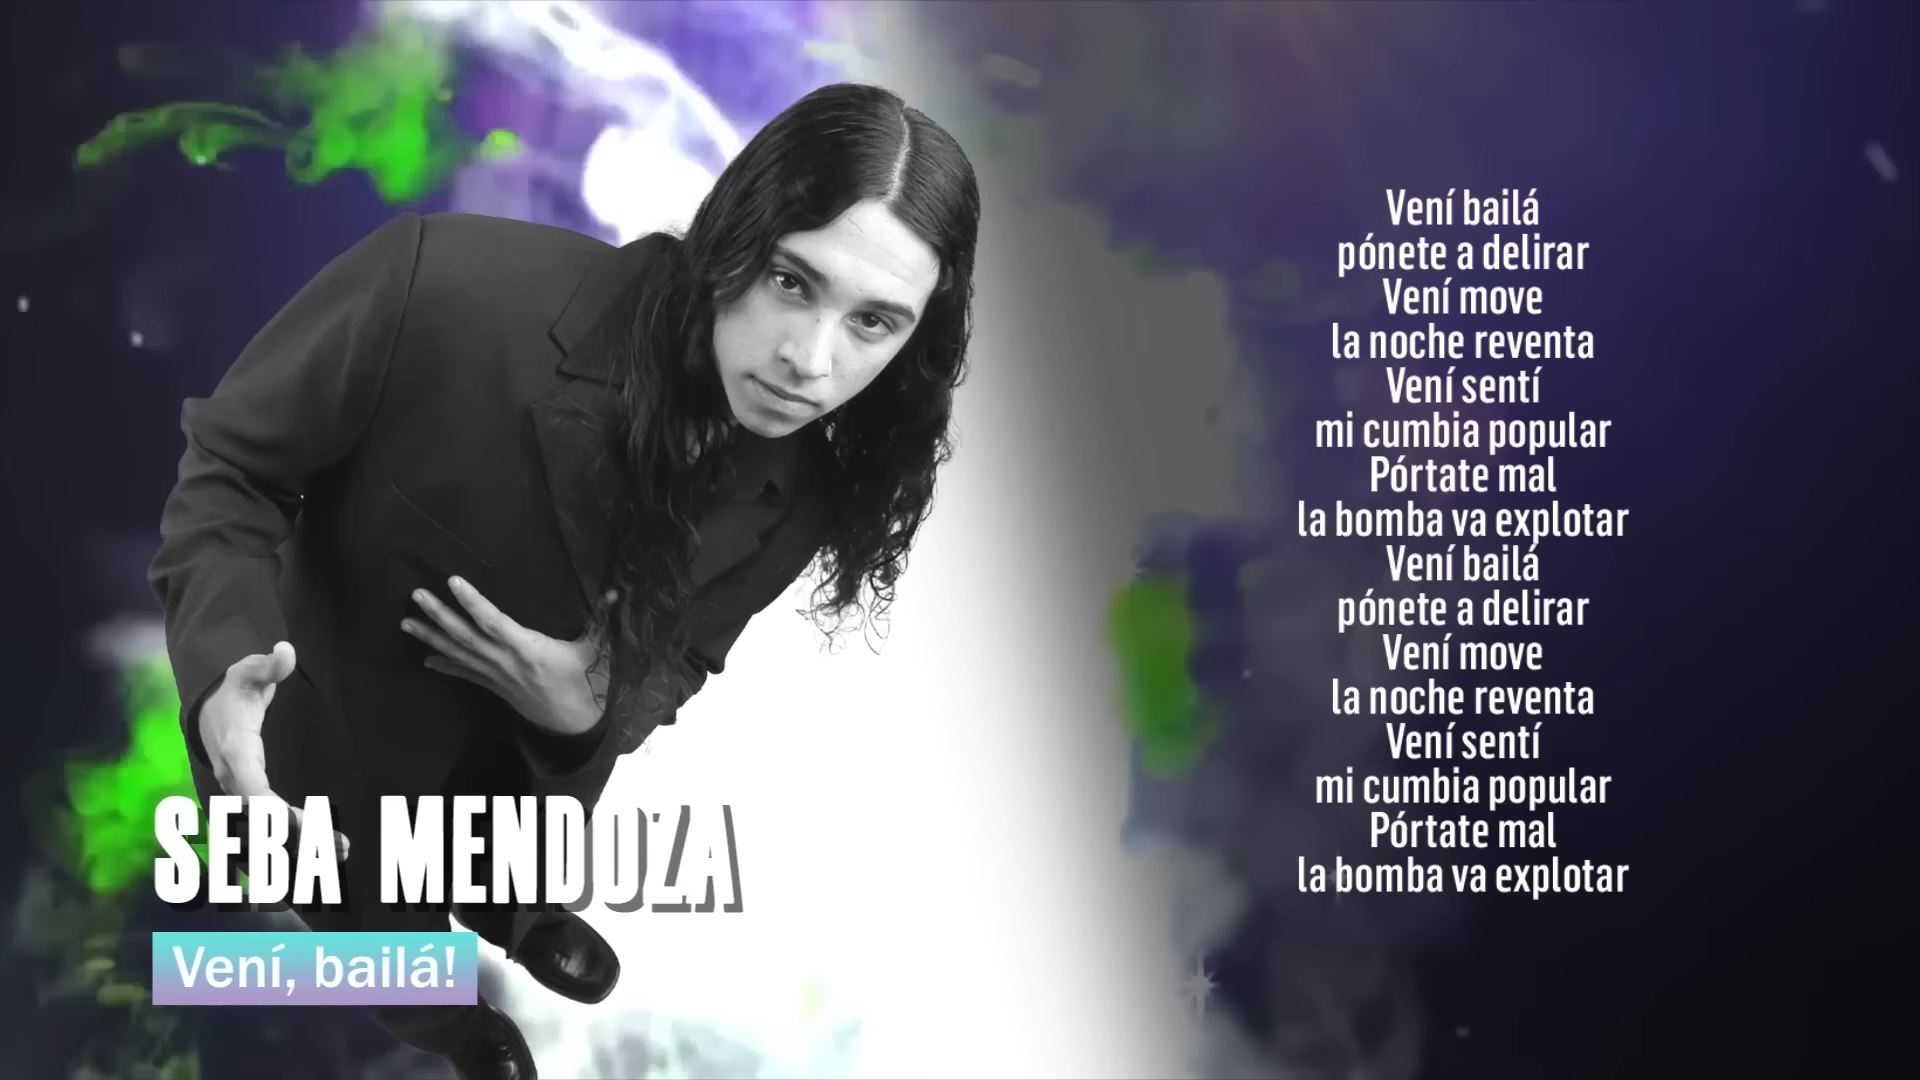 SEBA MENDOZA
Vení, bailá!
Vení bailá
pónete a delirar
Vení move
la noche reventa
Vení sentí
mi cumbia popular
Pórtate mal
la bomba va explotar
Vení bailá
pónete a delirar
Vení move
la noche reventa
Vení sentí
mi cumbia popular
Pórtate mal
la bomba va explotar